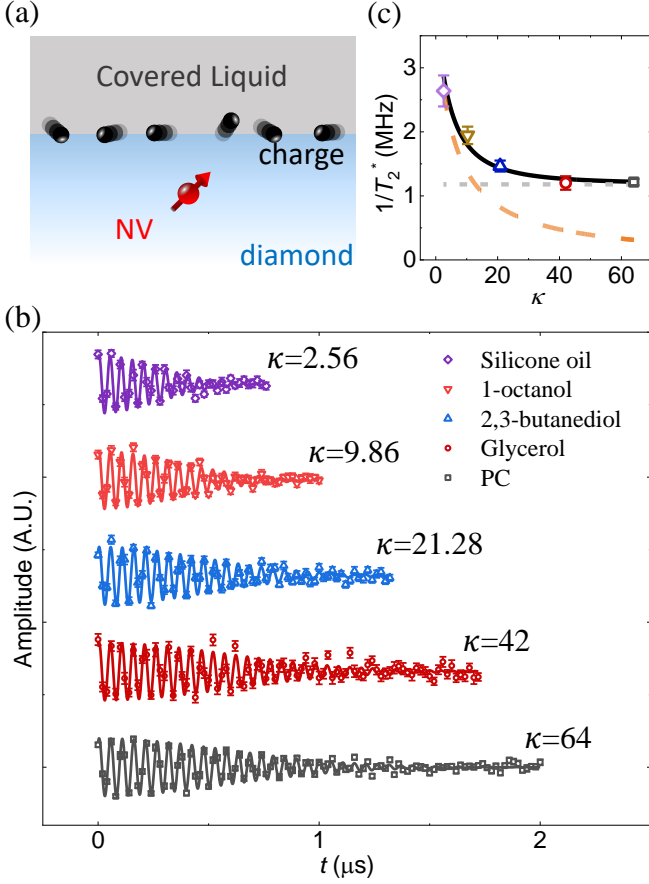 (a)
Covered Liquid
charge
NV
diamond
(c)
3
2
1
0
1/T₂* (MHz)
0 20 40 60
κ
(b)
κ=2.56
κ=9.86
κ=21.28
κ=42
κ=64
Silicone oil
1-octanol
2,3-butanediol
Glycerol
PC
Amplitude (A.U.)
0 1 2
t (μs)